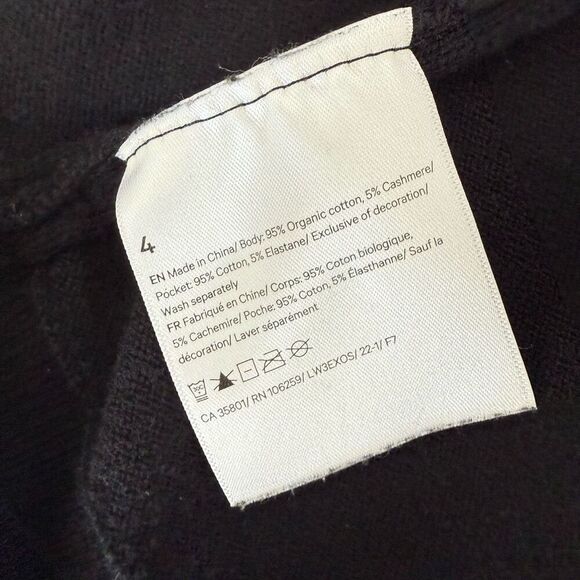 4
EN Made in China/ Body: 95% Organic cotton, 5% Cashmere/
Pocket: 95% Cotton, 5% Elastane/ Exclusive of decoration/
Wash separately
FR Fabriqué en Chine/ Corps: 95% Coton biologique,
5% Cachemire/ Poche: 95% Coton, 5% Élasthanne/ Sauf la
décoration/ Laver séparément
30C
CA 35801/ RN 106259/ LW3EXOS/ 22-1/ F7